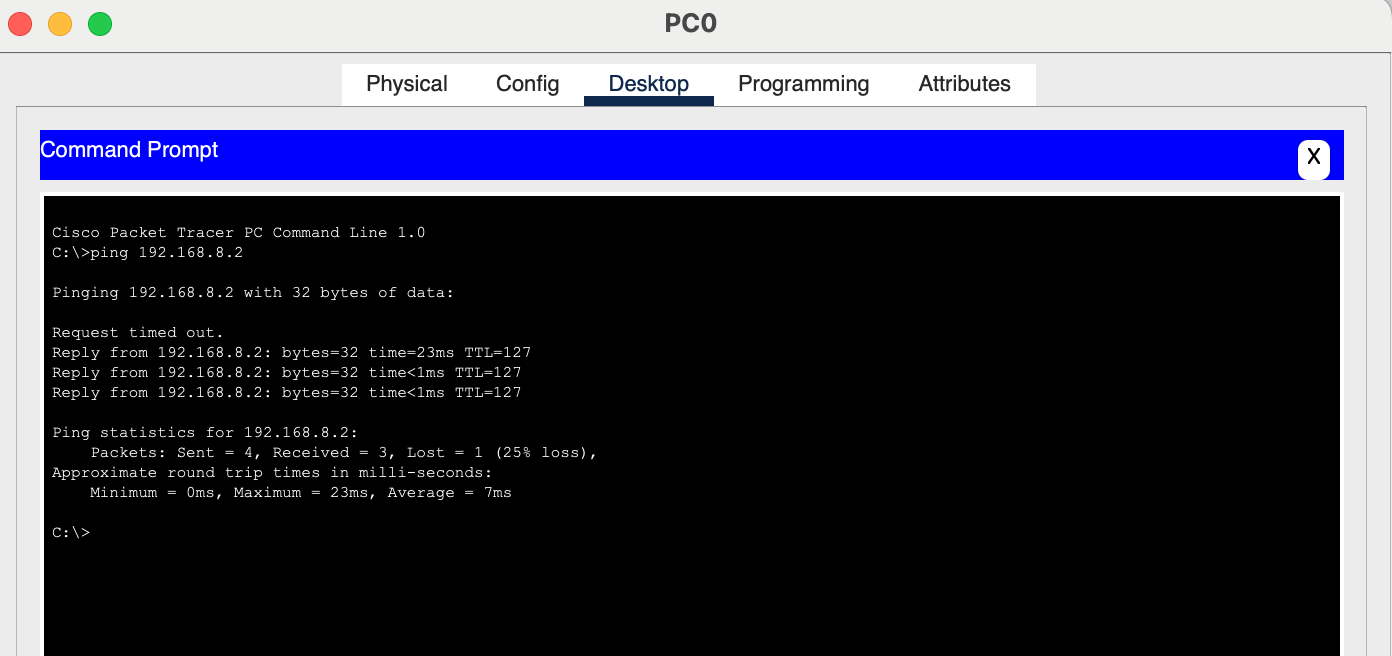 PC0
Physical Config Desktop Programming Attributes
Command Prompt
X
Cisco Packet Tracer PC Command Line 1.0
C:\>ping 192.168.8.2
Pinging 192.168.8.2 with 32 bytes of data:
Request timed out.
Reply from 192.168.8.2: bytes=32 time=23ms TTL=127
Reply from 192.168.8.2: bytes=32 time<1ms TTL=127
Reply from 192.168.8.2: bytes=32 time<1ms TTL=127
Ping statistics for 192.168.8.2:
Packets: Sent = 4, Received = 3, Lost = 1 (25% loss),
Approximate round trip times in milli-seconds:
Minimum = 0ms, Maximum = 23ms, Average = 7ms
C:\>